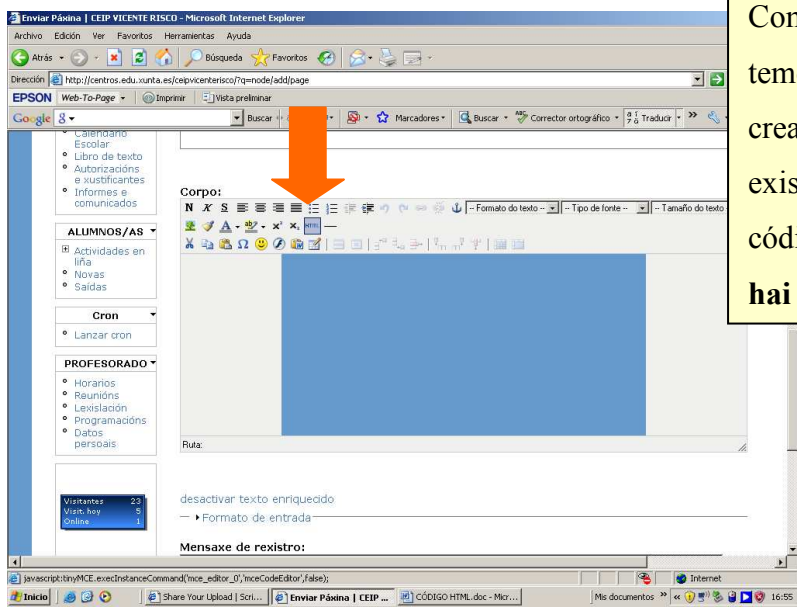 Enviar Páxina | CEIP VICENTE RISCO - Microsoft Internet Explorer
Archivo Edición Ver Favoritos Herramientas Ayuda
Atrás Búsqueda Favoritos
Dirección http://centros.edu.xunta.es/ceipvicenterisco/?q=node/add/page
EPSON Web-To-Page Imprimir Vista preliminar
Google Buscar Marcadores Buscar Corrector ortográfico Traducir
Calendario
Escolar
Libro de texto
Autorizacións
e xustificantes
Informes e
comunicados
ALUMNOS/AS
Actividades en
liña
Novas
Saídas
Cron
Lanzar cron
PROFESORADO
Horarios
Reunións
Lexislación
Programacións
Datos
persoais
Visitantes 23
Visit. hoy 5
Online 1
Corpo:
N K S -- Formato do texto -- -- Tipo de fonte -- -- Tamaño do texto
A ab x² x₂ HTML
Ω
Ruta:
desactivar texto enriquecido
Formato de entrada
Mensaxe de rexistro:
tem
crea
exis
códi
hai
javascript:tinyMCE.execInstanceCommand('mce_editor_0','mceCodeEditor',false);
Internet
Inicio Share Your Upload | Scri... Enviar Páxina | CEIP ... CÓDIGO HTML.doc - Micr... Mis documentos 16:55